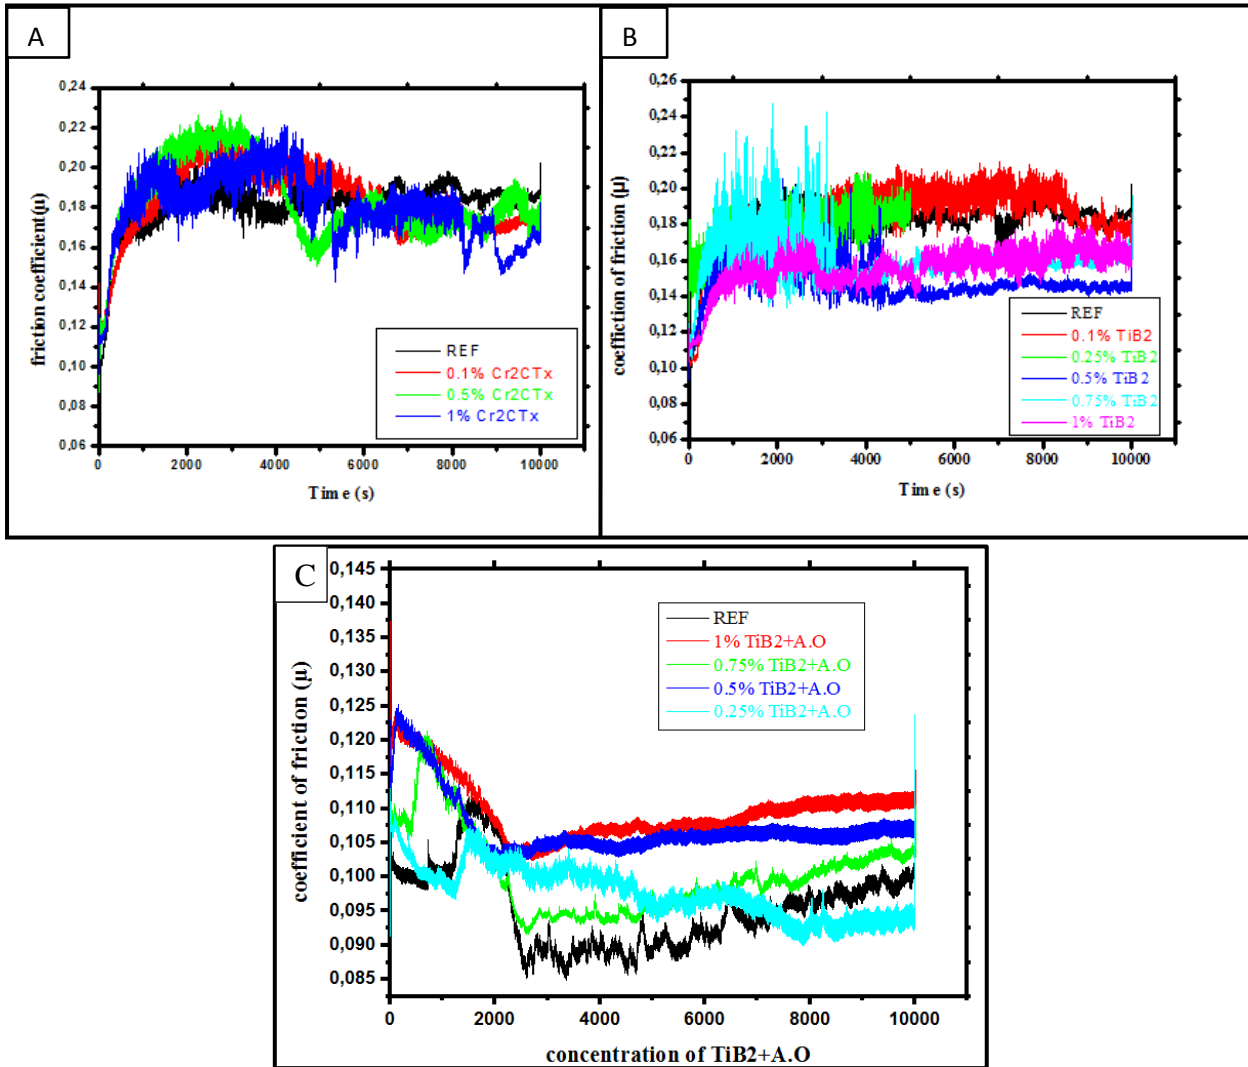 A
0,24
0,22
0,20
0,18
0,16
0,14
0,12
0,10
0,08
0,06
friction coefficient(µ)
REF
0.1% Cr2CTx
0.5% Cr2CTx
1% Cr2CTx
0
2000
4000
6000
8000
10000
Time (s)
B
0,26
0,24
0,22
0,20
0,18
0,16
0,14
0,12
0,10
0,08
0,06
coeffiction of friction (µ)
REF
0.1% TiB2
0.25% TiB2
0.5% TiB2
0.75% TiB2
1% TiB2
0
2000
4000
6000
8000
10000
Time (s)
C
0,145
0,140
0,135
0,130
0,125
0,120
0,115
0,110
0,105
0,100
0,095
0,090
0,085
coefficient of friction (µ)
REF
1% TiB2+A.O
0.75% TiB2+A.O
0.5% TiB2+A.O
0.25% TiB2+A.O
0
2000
4000
6000
8000
10000
concentration of TiB2+A.O